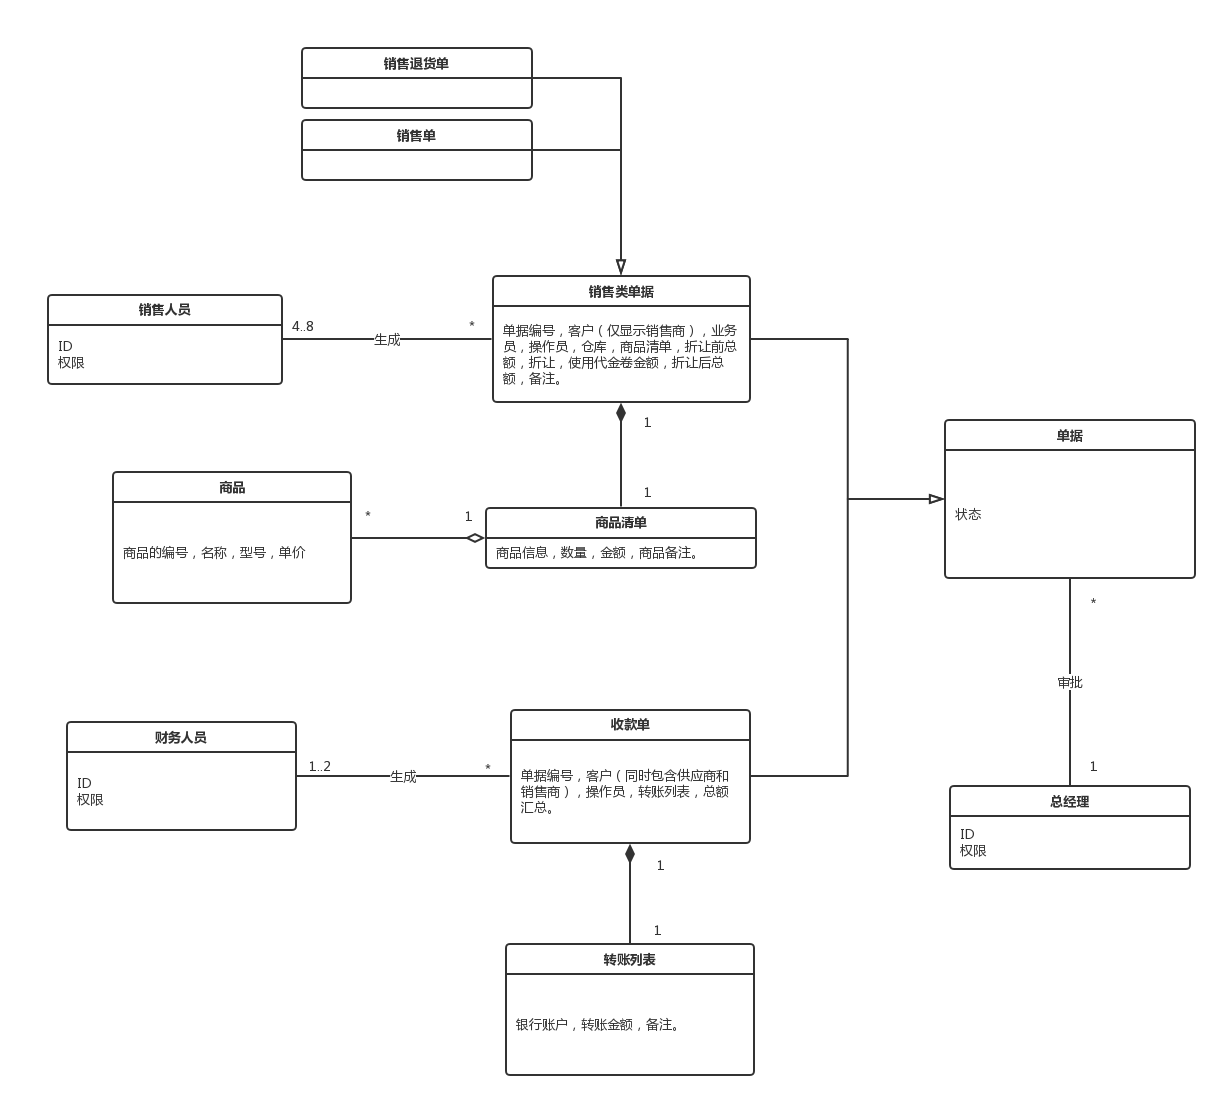 销售退货单
销售单
销售类单据
单据编号，客户（仅显示销售商），业务
员，操作员，仓库，商品清单，折让前总
额，折让，使用代金卷金额，折让后总
额，备注。
销售人员
ID
权限
4..8
生成
*
1
1
单据
状态
商品
商品的编号，名称，型号，单价
*
1
商品清单
商品信息，数量，金额，商品备注。
*
审批
1
财务人员
ID
权限
1..2
生成
*
收款单
单据编号，客户（同时包含供应商和
销售商），操作员，转账列表，总额
汇总。
总经理
ID
权限
1
1
转账列表
银行账户，转账金额，备注。